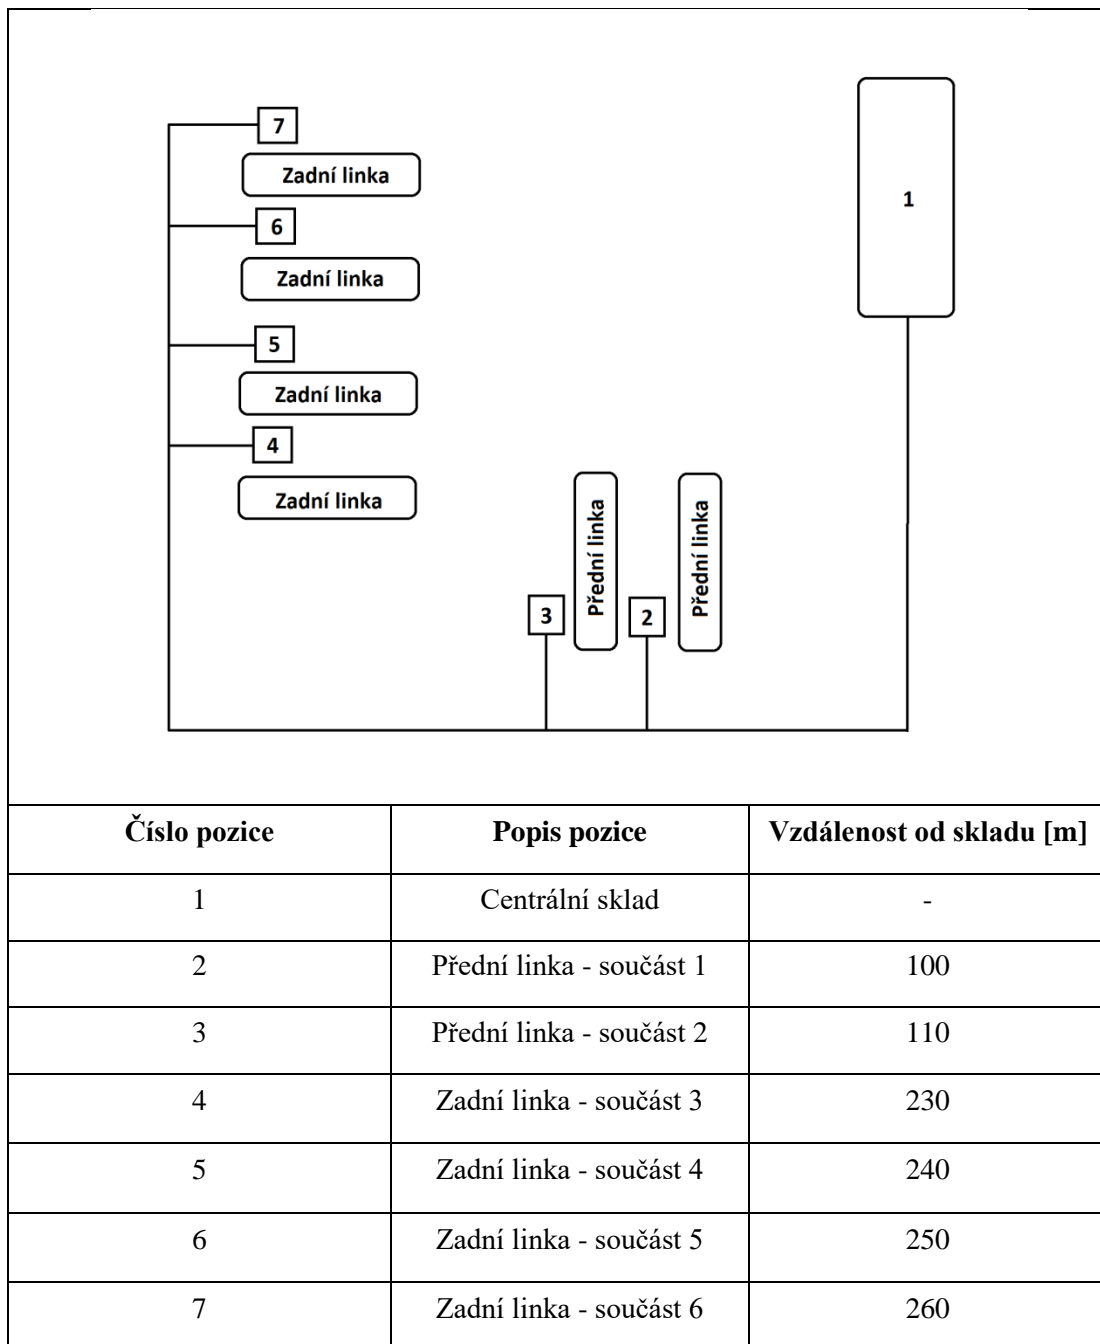 7
Zadní linka
1
6
Zadní linka
5
Zadní linka
4
Zadní linka
Přední linka
Přední linka
3
2
Číslo pozice Popis pozice Vzdálenost od skladu [m]
1 Centrální sklad -
2 Přední linka - součást 1 100
3 Přední linka - součást 2 110
4 Zadní linka - součást 3 230
5 Zadní linka - součást 4 240
6 Zadní linka - součást 5 250
7 Zadní linka - součást 6 260